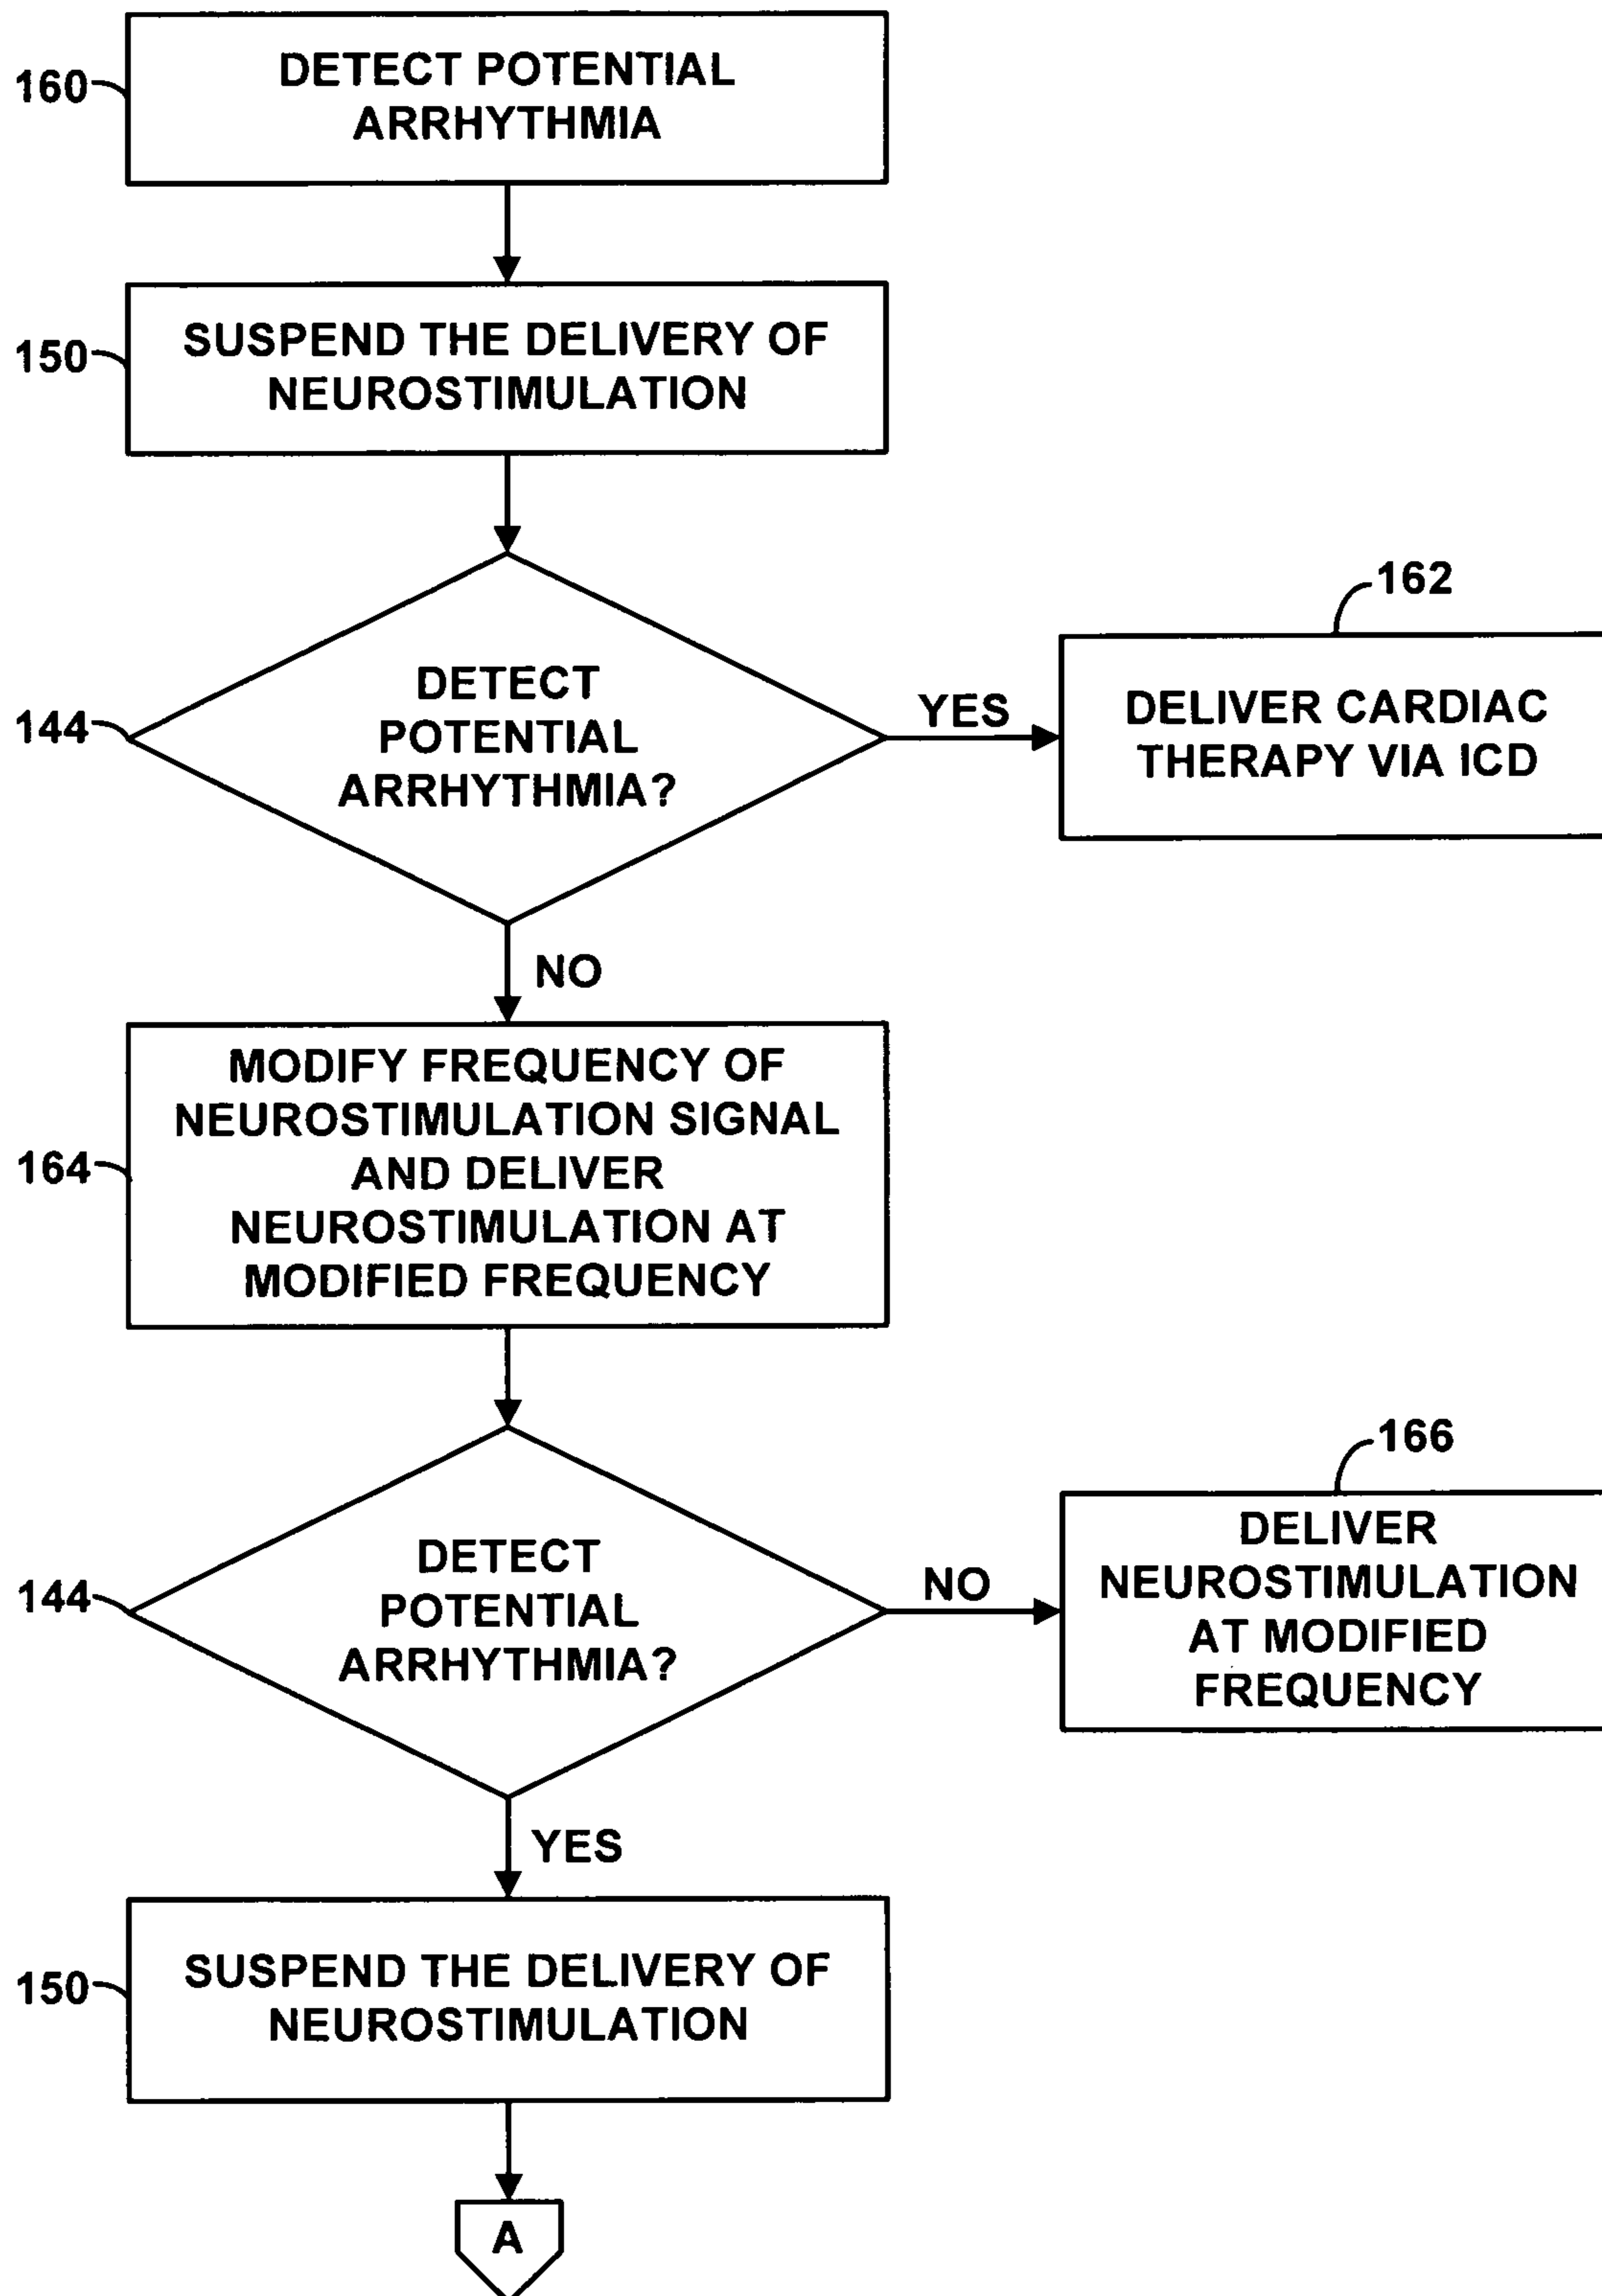 160
DETECT POTENTIAL
ARRHYTHMIA
150
SUSPEND THE DELIVERY OF
NEUROSTIMULATION
144
DETECT
POTENTIAL
ARRHYTHMIA?
YES
162
DELIVER CARDIAC
THERAPY VIA ICD
NO
164
MODIFY FREQUENCY OF
NEUROSTIMULATION SIGNAL
AND DELIVER
NEUROSTIMULATION AT
MODIFIED FREQUENCY
144
DETECT
POTENTIAL
ARRHYTHMIA?
NO
166
DELIVER
NEUROSTIMULATION
AT MODIFIED
FREQUENCY
YES
150
SUSPEND THE DELIVERY OF
NEUROSTIMULATION
A